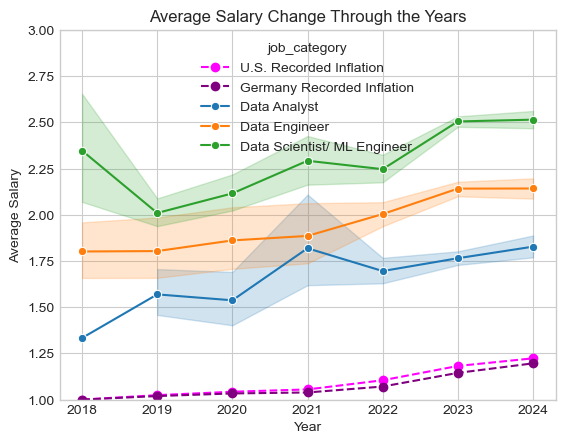 Average Salary Change Through the Years
3.00
2.75
2.50
2.25
2.00
1.75
1.50
1.25
1.00
Average Salary
job_category
U.S. Recorded Inflation
Germany Recorded Inflation
Data Analyst
Data Engineer
Data Scientist/ ML Engineer
2018 2019 2020 2021 2022 2023 2024
Year